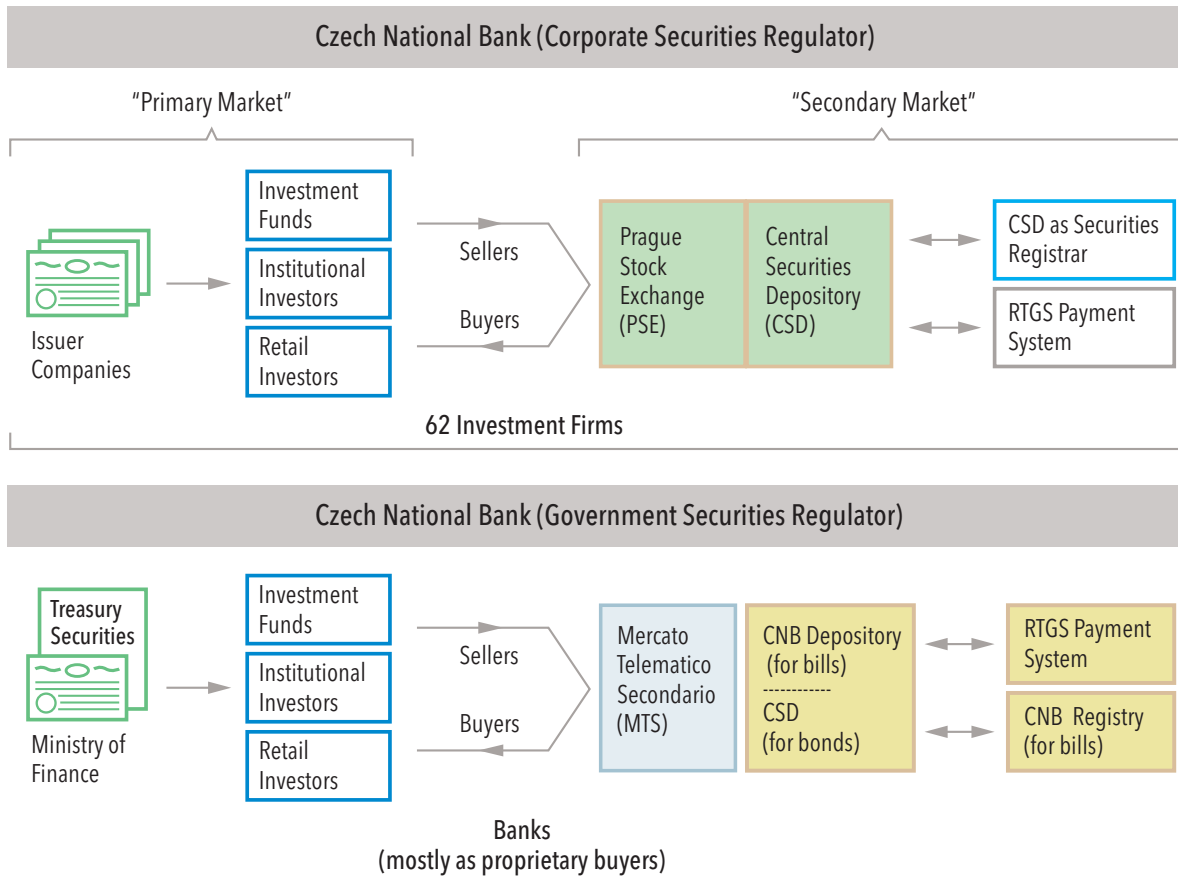 Czech National Bank (Corporate Securities Regulator)
"Primary Market"
"Secondary Market"
Issuer
Companies
Investment
Funds
Institutional
Investors
Retail
Investors
Sellers
Buyers
Prague
Stock
Exchange
(PSE)
Central
Securities
Depository
(CSD)
CSD as Securities
Registrar
RTGS Payment
System
62 Investment Firms
Czech National Bank (Government Securities Regulator)
Treasury
Securities
Ministry of
Finance
Investment
Funds
Institutional
Investors
Retail
Investors
Sellers
Buyers
Mercato
Telematico
Secondario
(MTS)
CNB Depository
(for bills)
------------
CSD
(for bonds)
RTGS Payment
System
CNB Registry
(for bills)
Banks
(mostly as proprietary buyers)